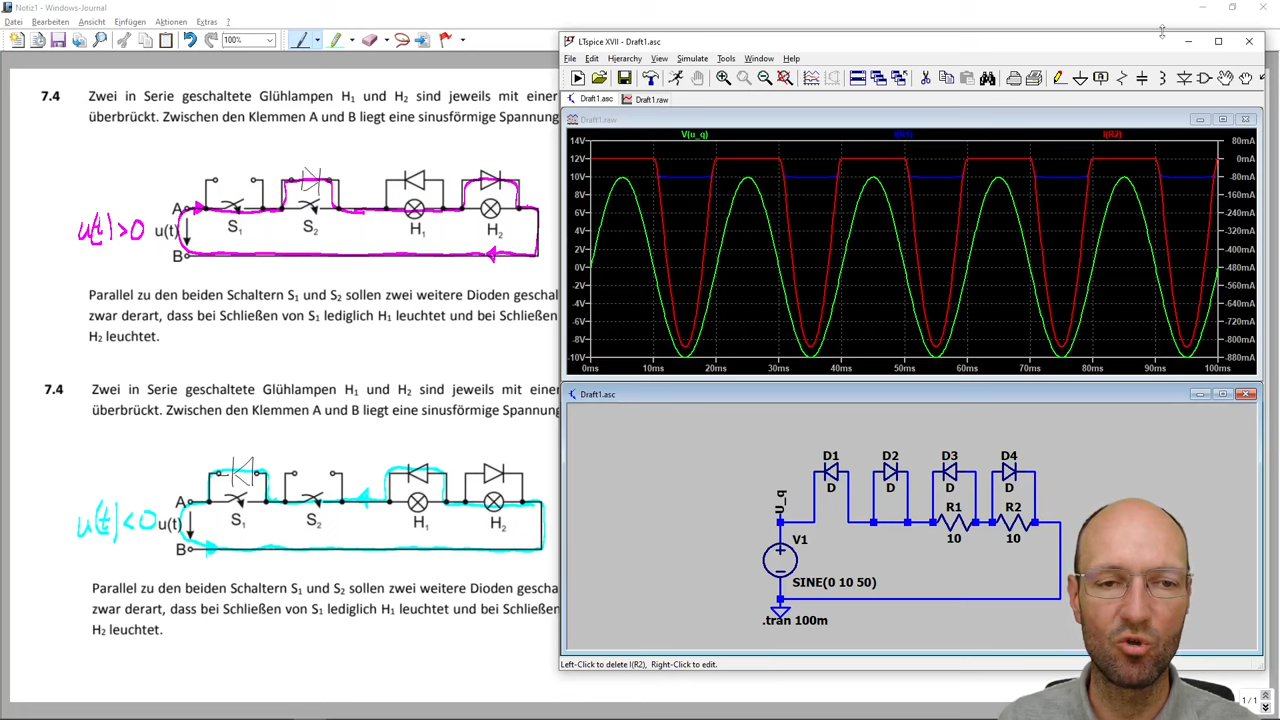 Notiz1 - Windows-Journal
Datei Bearbeiten Ansicht Einfügen Aktionen Extras ?
100%
7.4 Zwei in Serie geschaltete Glühlampen H1 und H2 sind jeweils mit einer
überbrückt. Zwischen den Klemmen A und B liegt eine sinusförmige Spannung
u(t)>0
A
u(t)
B
S1
S2
H1
H2
Parallel zu den beiden Schaltern S1 und S2 sollen zwei weitere Dioden gescha
zwar derart, dass bei Schließen von S1 lediglich H1 leuchtet und bei Schließen
H2 leuchtet.
7.4 Zwei in Serie geschaltete Glühlampen H1 und H2 sind jeweils mit einer
überbrückt. Zwischen den Klemmen A und B liegt eine sinusförmige Spannung
u(t)<0
A
u(t)
B
S1
S2
H1
H2
Parallel zu den beiden Schaltern S1 und S2 sollen zwei weitere Dioden gescha
zwar derart, dass bei Schließen von S1 lediglich H1 leuchtet und bei Schließen
H2 leuchtet.
LTspice XVII - Draft1.asc
File Edit Hierarchy View Simulate Tools Window Help
Draft1.asc Draft1.raw
Draft1.raw
V(u_q) I(R1) I(R2)
14V 80mA
12V 0mA
10V -80mA
8V -160mA
6V -240mA
4V -320mA
2V -400mA
0V -480mA
-2V -560mA
-4V -640mA
-6V -720mA
-8V -800mA
-10V -880mA
0ms 10ms 20ms 30ms 40ms 50ms 60ms 70ms 80ms 90ms 100ms
Draft1.asc
D1 D2 D3 D4
D D D D
U_q
R1 R2
10 10
V1
SINE(0 10 50)
.tran 100m
Left-Click to delete I(R2), Right-Click to edit.
1/1